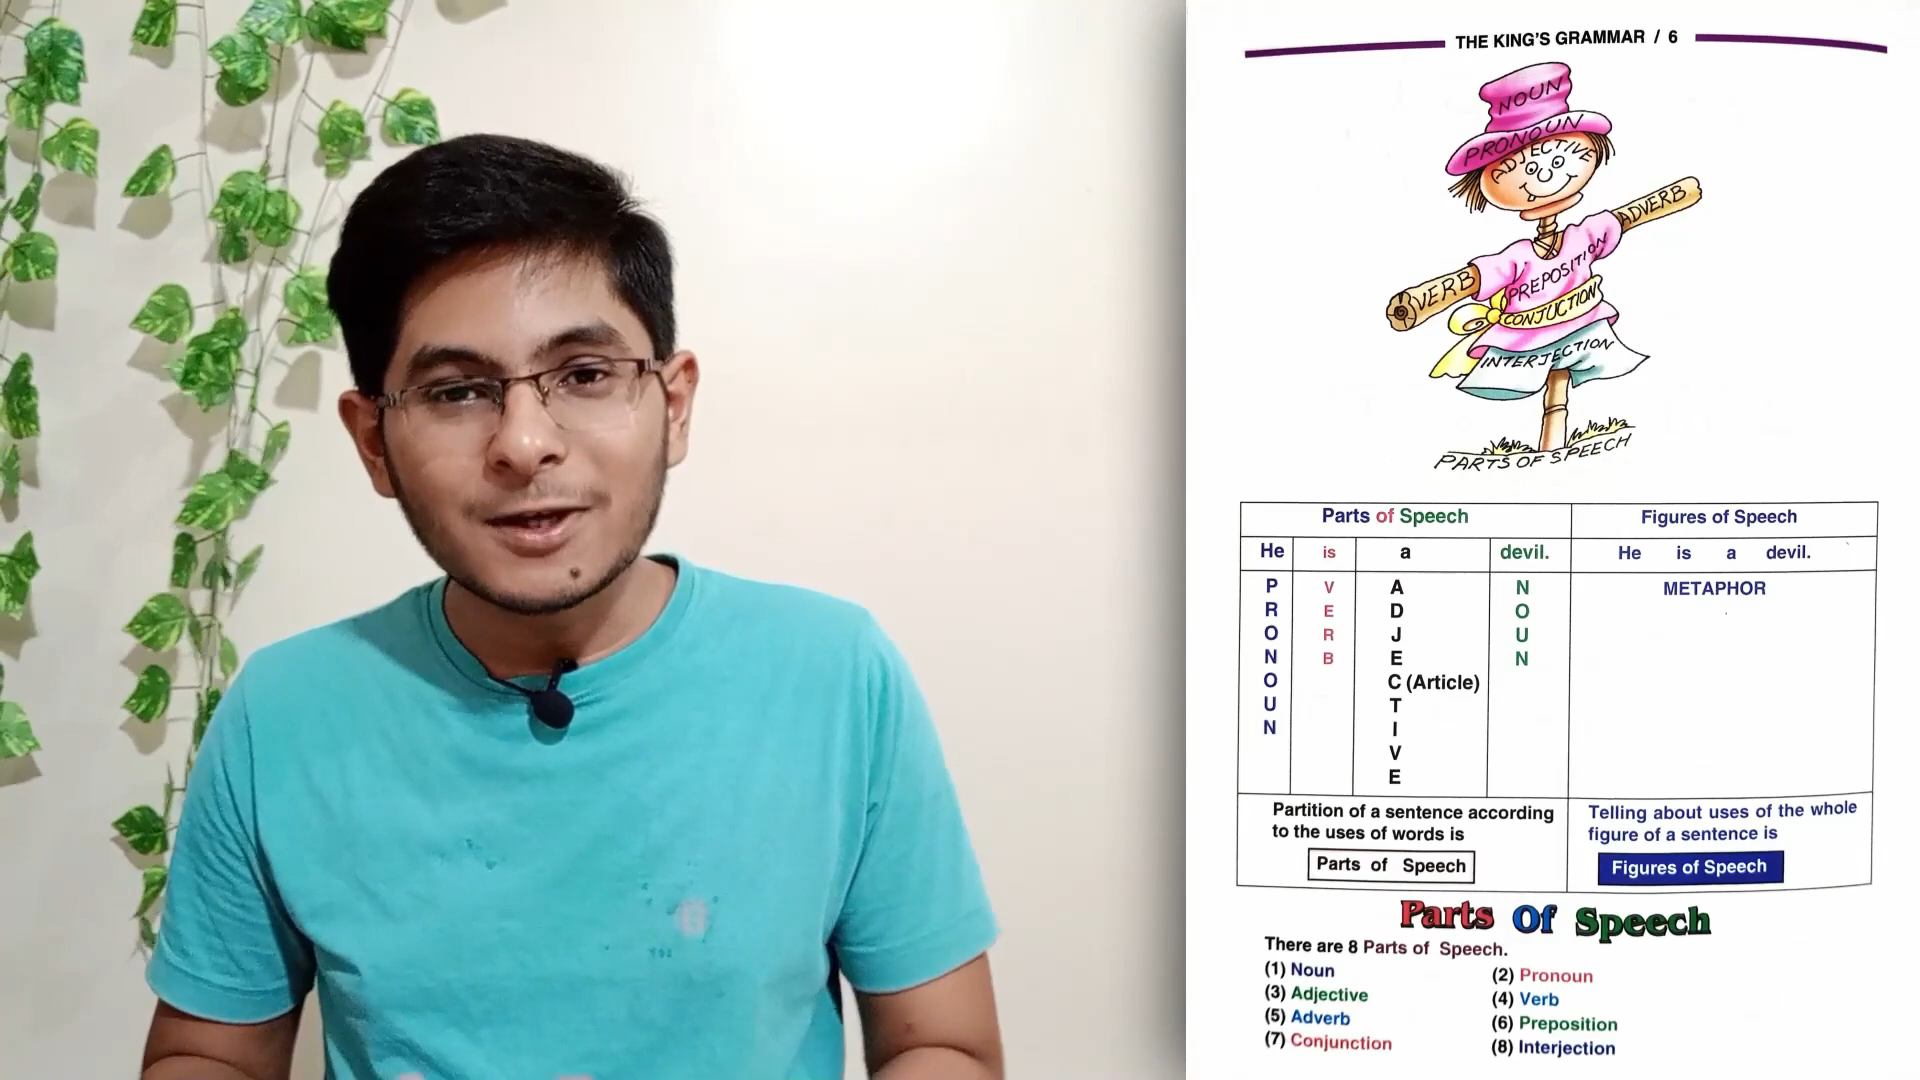 THE KING'S GRAMMAR / 6
NOUN
PRONOUN
ADJECTIVE
ADVERB
VERB
PREPOSITION
CONJUCTION
INTERJECTION
PARTS OF SPEECH
Parts of Speech Figures of Speech
He is a devil. He is a devil.
P V A N METAPHOR
R E D O
O R J U
N B E N
O C (Article)
U T
N I
V
E
Partition of a sentence according
to the uses of words is
Parts of Speech
Telling about uses of the whole
figure of a sentence is
Figures of Speech
Parts Of Speech
There are 8 Parts of Speech.
(1) Noun (2) Pronoun
(3) Adjective (4) Verb
(5) Adverb (6) Preposition
(7) Conjunction (8) Interjection